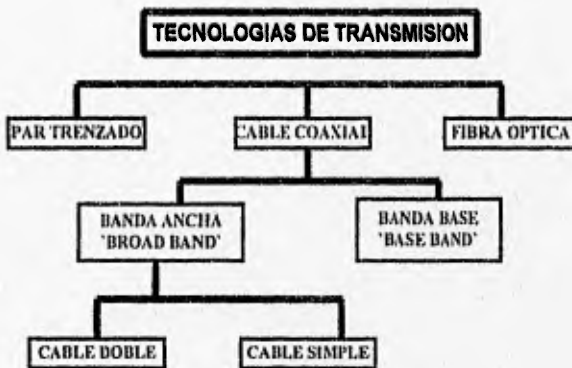 TECNOLOGIAS DE TRANSMISION
PAR TRENZADO
CABLE COAXIAL
FIBRA OPTICA
BANDA ANCHA
'BROAD BAND'
BANDA BASE
'BASE BAND'
CABLE DOBLE
CABLE SIMPLE